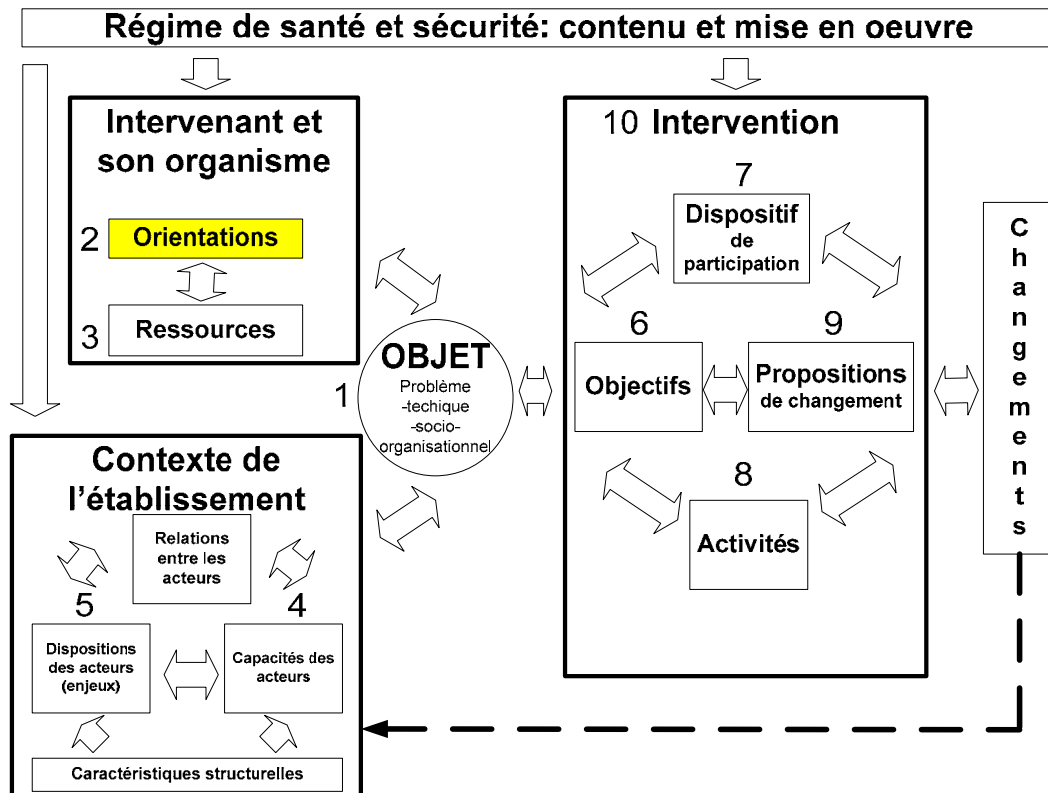 Régime de santé et sécurité: contenu et mise en oeuvre
Intervenant et
son organisme
2
Orientations
3
Ressources
1
OBJET
Problème
-techique
-socio-
organisationnel
Contexte de
l'établissement
Relations
entre les
acteurs
5
4
Dispositions
des acteurs
(enjeux)
Capacités des
acteurs
Caractéristiques structurelles
10 Intervention
7
Dispositif
de
participation
6
Objectifs
9
Propositions
de changement
8
Activités
C
h
a
n
g
e
m
e
n
t
s